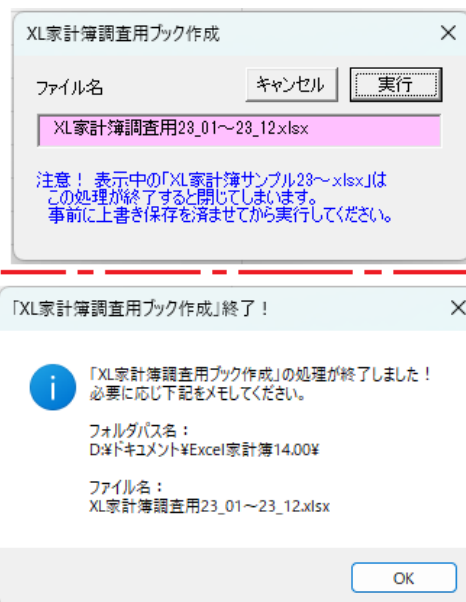 XL家計簿調査用ブック作成
ファイル名
キャンセル
実行
XL家計簿調査用23_01～23_12.xlsx
注意！ 表示中の「XL家計簿サンプル23～.xlsx」は
この処理が終了すると閉じてしまいます。
事前に上書き保存を済ませてから実行してください。
「XL家計簿調査用ブック作成」終了！
「XL家計簿調査用ブック作成」の処理が終了しました！
必要に応じ下記をメモしてください。
フォルダパス名：
D:¥ドキュメント¥Excel家計簿14.00¥
ファイル名：
XL家計簿調査用23_01～23_12.xlsx
OK